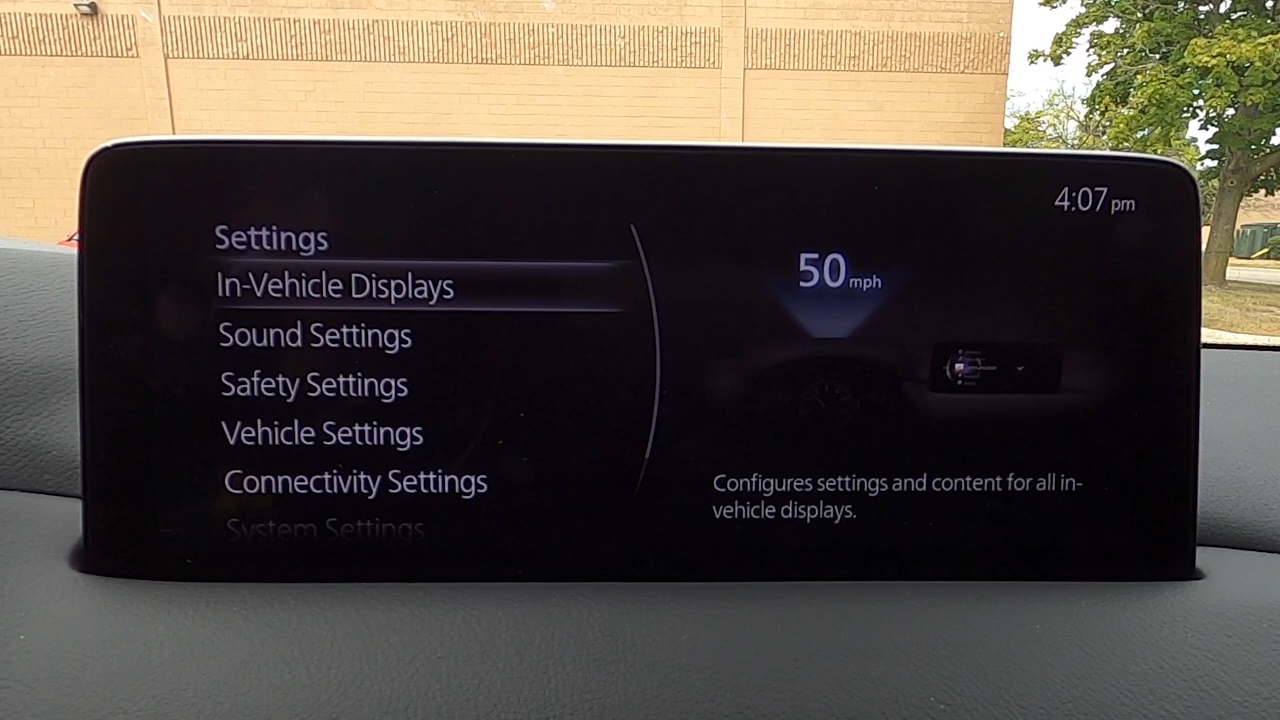 4:07 pm
Settings
In-Vehicle Displays
Sound Settings
Safety Settings
Vehicle Settings
Connectivity Settings
System Settings
50 mph
Configures settings and content for all in-
vehicle displays.